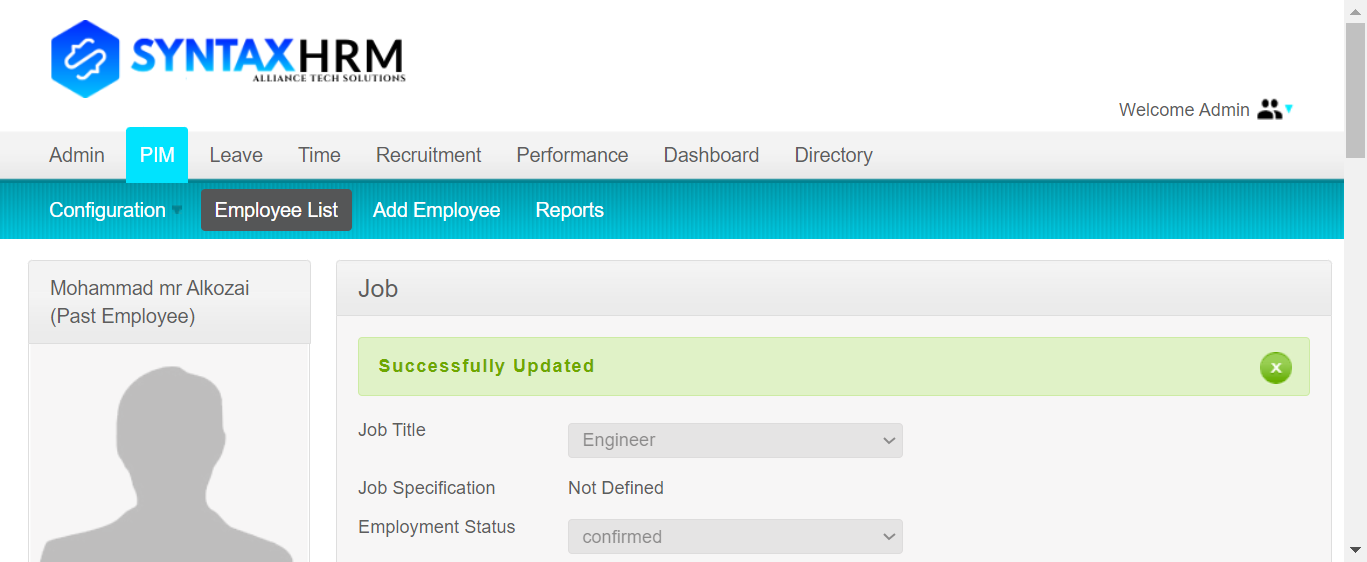 SYNTAXHRM
ALLIANCE TECH SOLUTIONS
Welcome Admin
Admin PIM Leave Time Recruitment Performance Dashboard Directory
Configuration Employee List Add Employee Reports
Mohammad mr Alkozai
(Past Employee)
Job
Successfully Updated
x
Job Title Engineer
Job Specification Not Defined
Employment Status confirmed